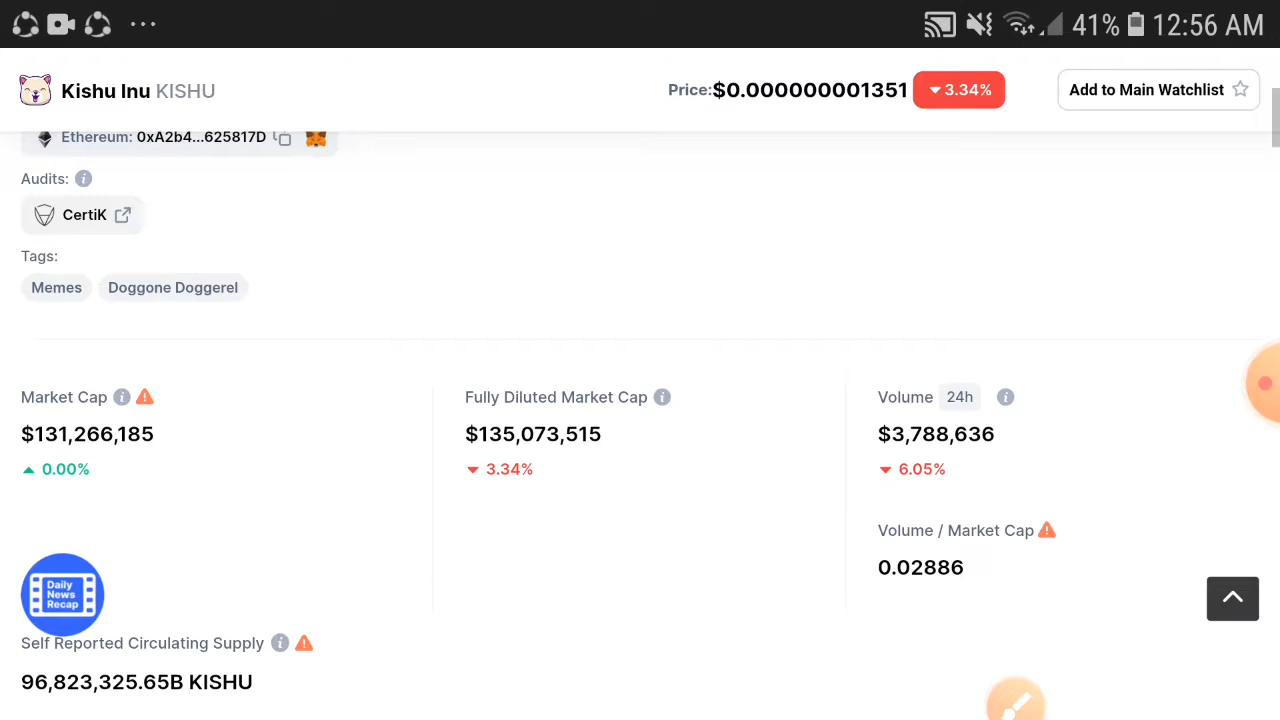 41% 12:56 AM
Kishu Inu KISHU
Price:$0.000000001351 3.34%
Add to Main Watchlist
Ethereum: 0xA2b4...625817D
Audits:
CertiK
Tags:
Memes Doggone Doggerel
Market Cap
$131,266,185
0.00%
Fully Diluted Market Cap
$135,073,515
3.34%
Volume 24h
$3,788,636
6.05%
Volume / Market Cap
0.02886
Daily
News
Recap
Self Reported Circulating Supply
96,823,325.65B KISHU